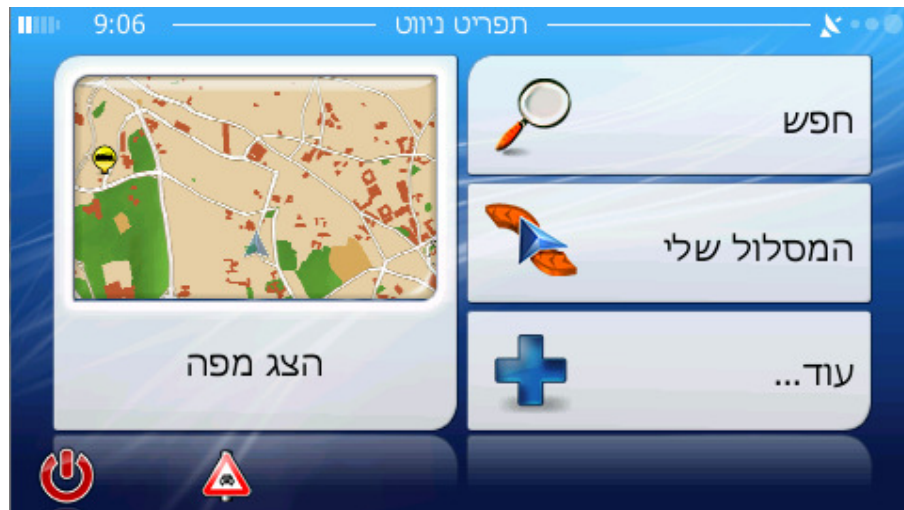 9:06
תפריט ניווט
חפש
המסלול שלי
עוד...
הצג מפה